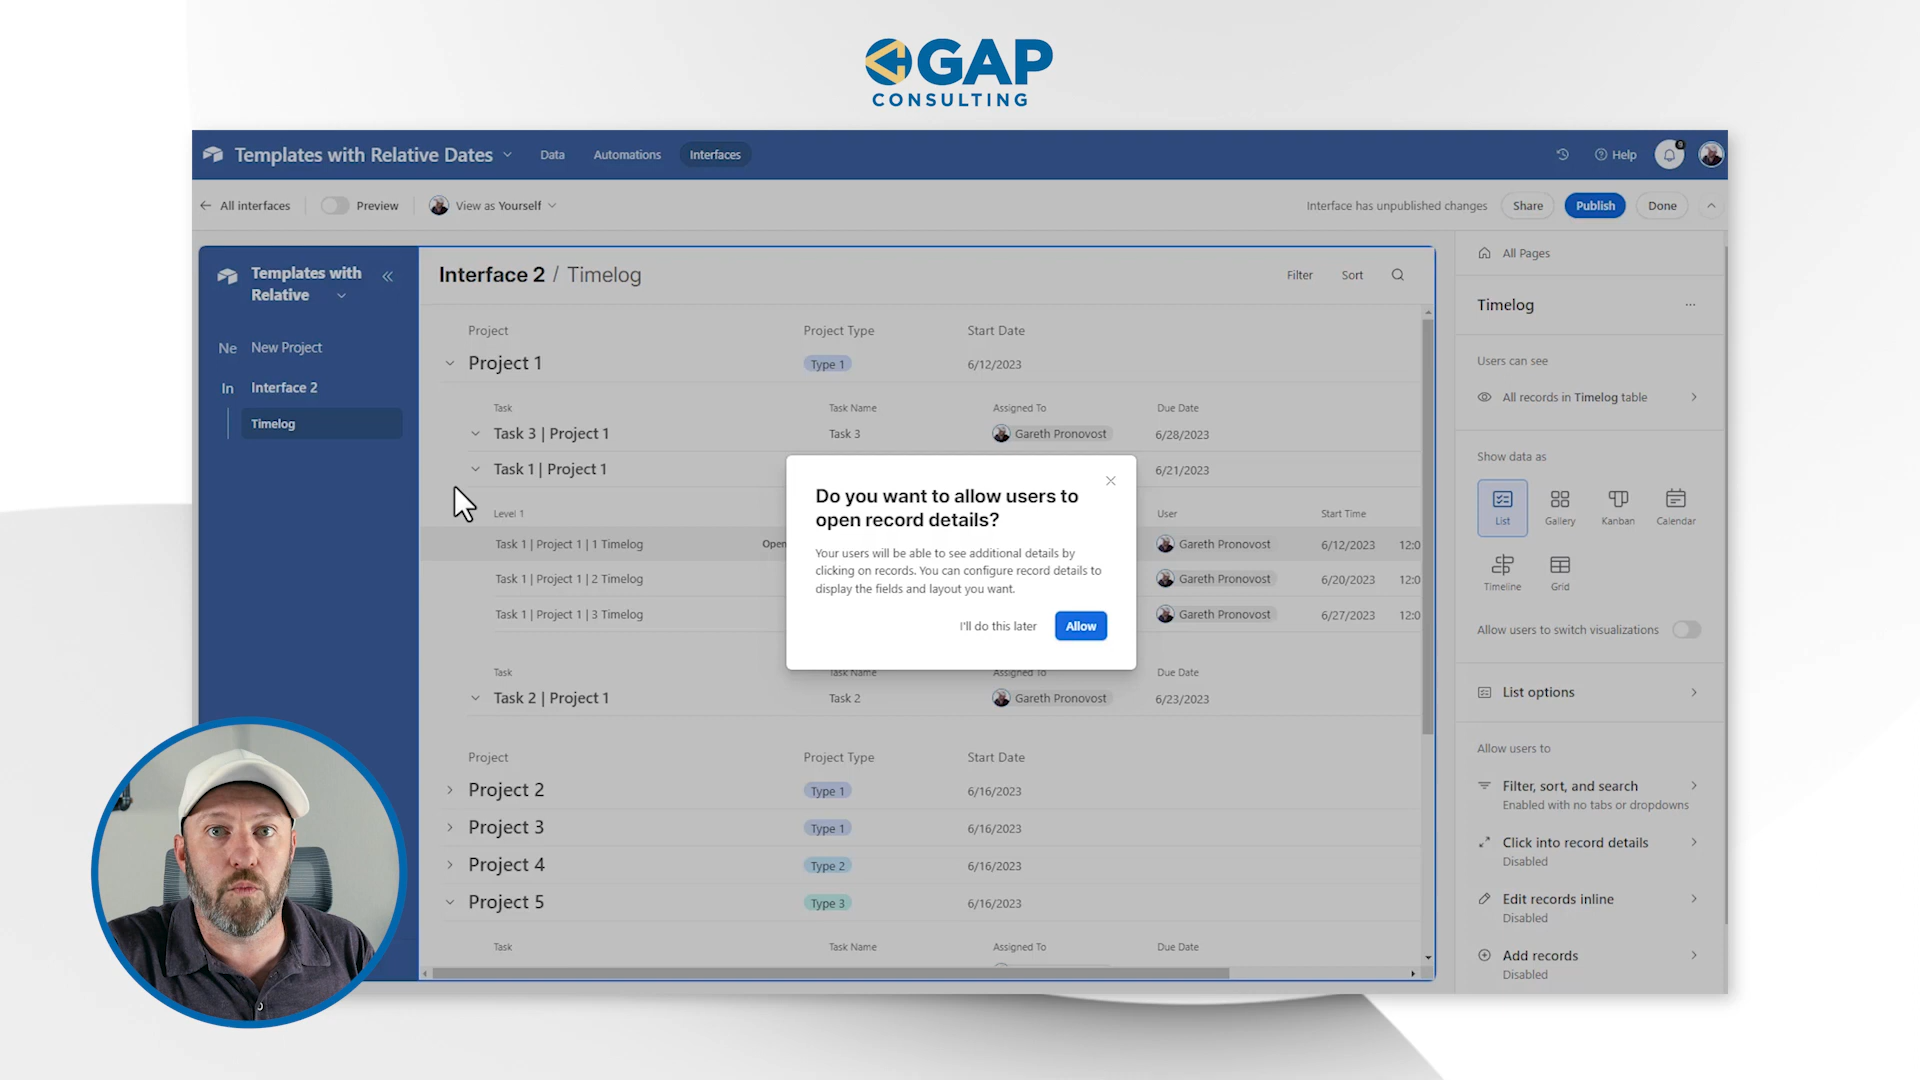 GAP
CONSULTING
Templates with Relative Dates
Data
Automations
Interfaces
Help
8
All interfaces
Preview
View as Yourself
Interface has unpublished changes
Share
Publish
Done
Templates with
Relative
Ne New Project
In Interface 2
Timelog
Interface 2 / Timelog
Filter
Sort
Project Project Type Start Date
Project 1 Type 1 6/12/2023
Task Task Name Assigned To Due Date
Task 3 | Project 1 Task 3 Gareth Pronovost 6/28/2023
Task 1 | Project 1 6/21/2023
Level 1 User Start Time
Task 1 | Project 1 | 1 Timelog Open Gareth Pronovost 6/12/2023 12:0
Task 1 | Project 1 | 2 Timelog Gareth Pronovost 6/20/2023 12:0
Task 1 | Project 1 | 3 Timelog Gareth Pronovost 6/27/2023 12:0
Task Task Name Assigned To Due Date
Task 2 | Project 1 Task 2 Gareth Pronovost 6/23/2023
Project Project Type Start Date
Project 2 Type 1 6/16/2023
Project 3 Type 1 6/16/2023
Project 4 Type 2 6/16/2023
Project 5 Type 3 6/16/2023
Task Task Name Assigned To Due Date
Do you want to allow users to
open record details?
Your users will be able to see additional details by
clicking on records. You can configure record details to
display the fields and layout you want.
I'll do this later
Allow
All Pages
Timelog
Users can see
All records in Timelog table
Show data as
List Gallery Kanban Calendar
Timeline Grid
Allow users to switch visualizations
List options
Allow users to
Filter, sort, and search
Enabled with no tabs or dropdowns
Click into record details
Disabled
Edit records inline
Disabled
Add records
Disabled